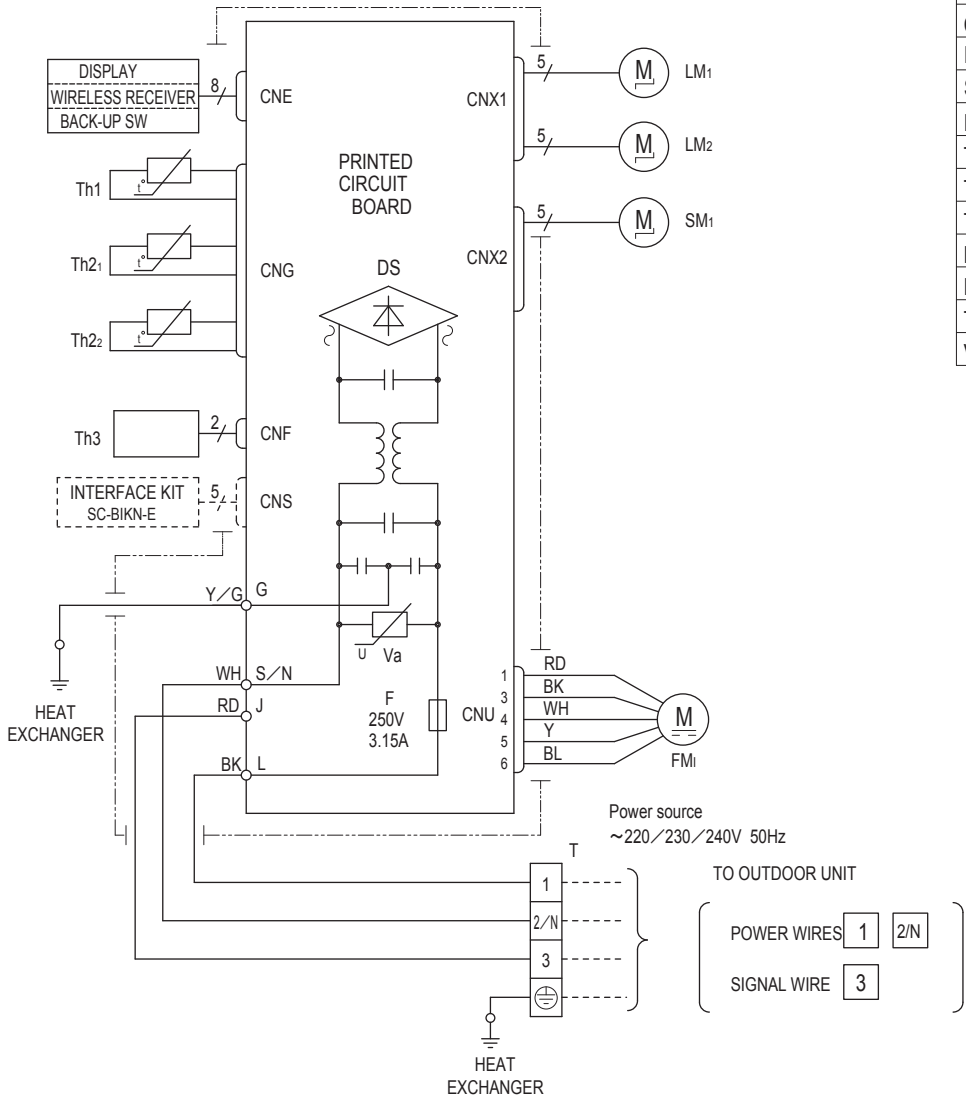 DISPLAY
WIRELESS RECEIVER
BACK-UP SW
8
CNE
Th1
t°
Th2₁
t°
Th2₂
t°
CNG
Th3
2
CNF
INTERFACE KIT
SC-BIKN-E
5
CNS
PRINTED
CIRCUIT
BOARD
DS
CNX1
5
M
LM₁
5
M
LM₂
CNX2
5
M
SM₁
Y/G
G
HEAT
EXCHANGER
WH
S/N
RD
J
BK
L
U
Va
F
250V
3.15A
CNU
1
RD
3
BK
4
WH
5
Y
6
BL
M
FMI
Power source
~220/230/240V 50Hz
T
1
2/N
3
TO OUTDOOR UNIT
POWER WIRES 1 2/N
SIGNAL WIRE 3
HEAT
EXCHANGER